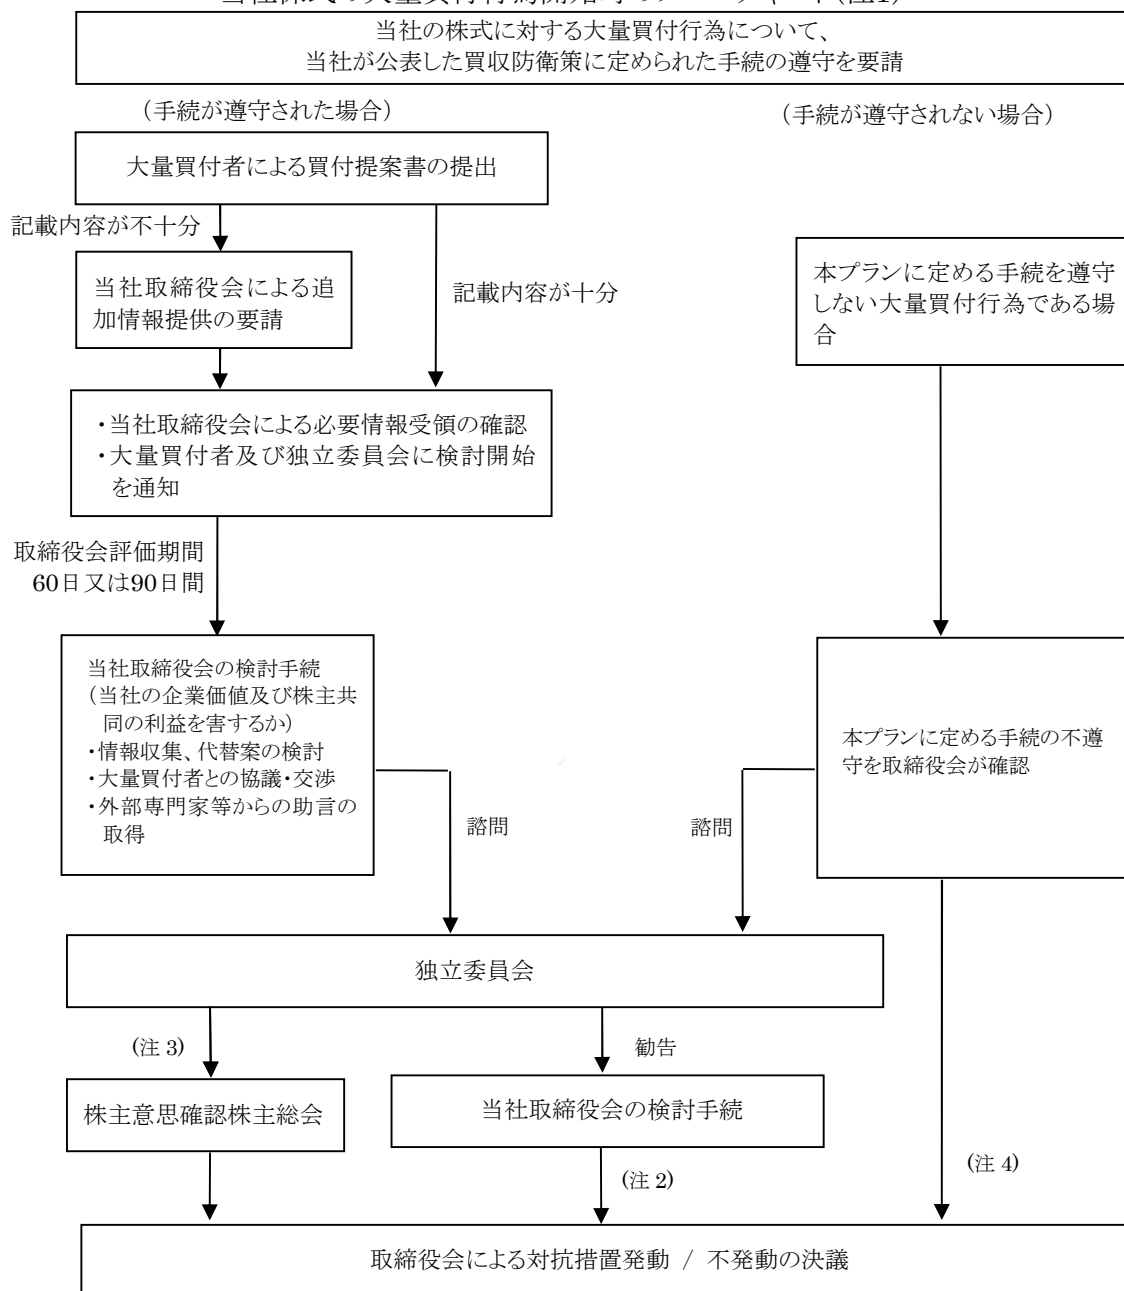 当社の株式に対する大量買付行為について、
当社が公表した買収防衛策に定められた手続の遵守を要請
（手続が遵守された場合）
（手続が遵守されない場合）
大量買付者による買付提案書の提出
記載内容が不十分
記載内容が十分
当社取締役会による追
加情報提供の要請
本プランに定める手続を遵守
しない大量買付行為である場
合
・当社取締役会による必要情報受領の確認
・大量買付者及び独立委員会に検討開始
を通知
取締役会評価期間
60日又は90日間
当社取締役会の検討手続
（当社の企業価値及び株主共
同の利益を害するか）
・情報収集、代替案の検討
・大量買付者との協議・交渉
・外部専門家等からの助言の
取得
本プランに定める手続の不遵
守を取締役会が確認
諮問
諮問
独立委員会
(注 3)
勧告
株主意思確認株主総会
当社取締役会の検討手続
(注 2)
(注 4)
取締役会による対抗措置発動 / 不発動の決議